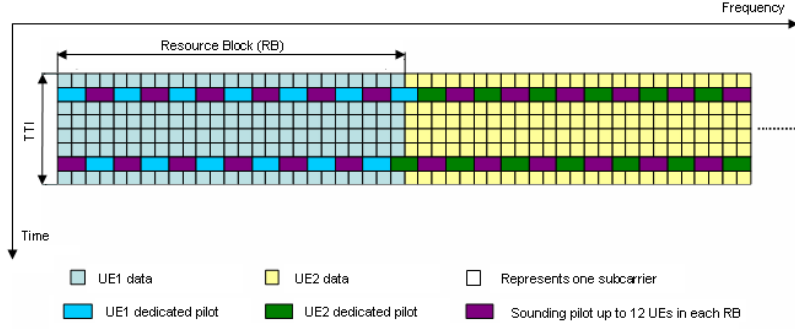 Frequency
Resource Block (RB)
TTI
Time
UE1 data
UE2 data
Represents one subcarrier
UE1 dedicated pilot
UE2 dedicated pilot
Sounding pilot up to 12 UEs in each RB